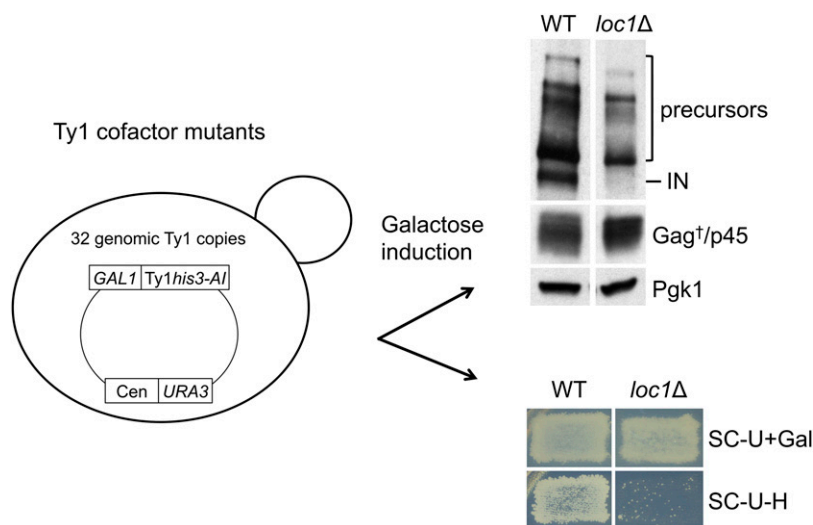 WT loc1Δ
precursors
IN
Gag†/p45
Pgk1
Ty1 cofactor mutants
32 genomic Ty1 copies
GAL1 Ty1his3-AI
Cen URA3
Galactose
induction
WT loc1Δ
SC-U+Gal
SC-U-H